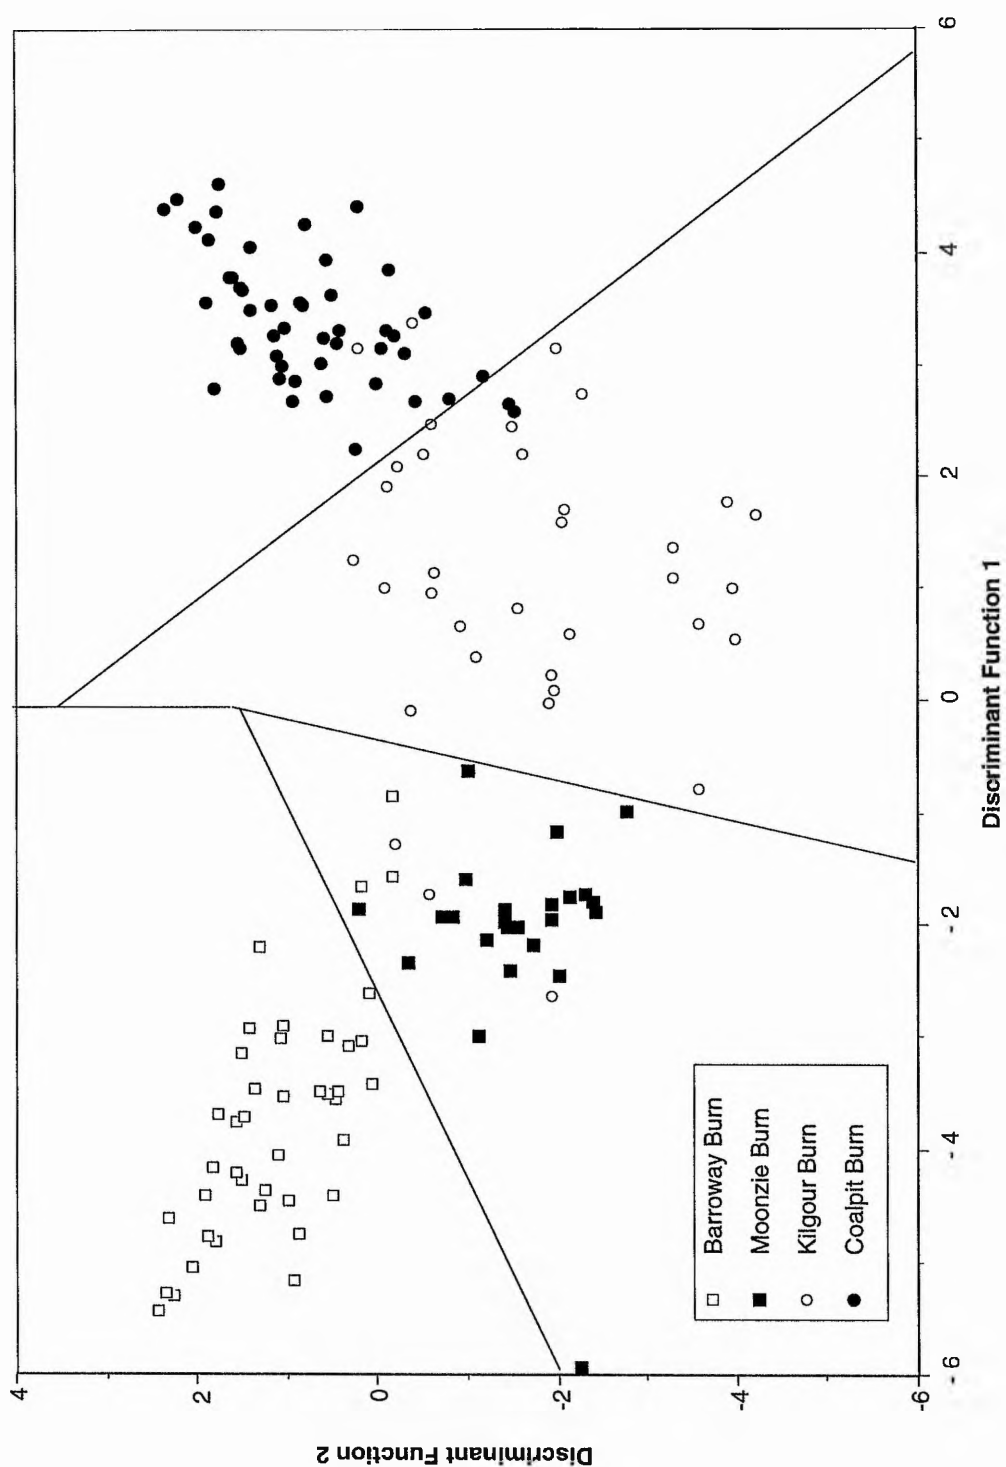 Discriminant Function 2
4
2
0
-2
-4
-6
-6
-4
-2
0
2
4
6
Discriminant Function 1
Barroway Burn
Moonzie Burn
Kilgour Burn
Coalpit Burn